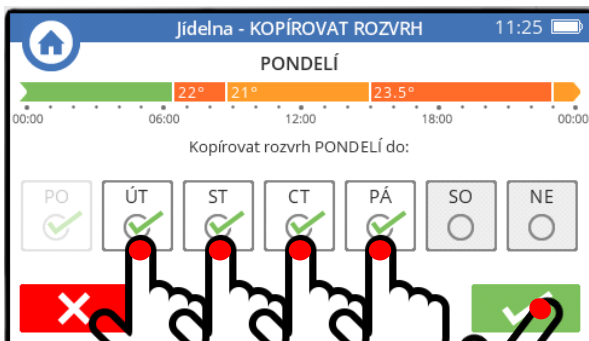 Jídelna - KOPÍROVAT ROZVRH 11:25
PONDELÍ
22° 21° 23.5°
00:00 06:00 12:00 18:00 00:00
Kopírovat rozvrh PONDELÍ do:
PO ÚT ST CT PÁ SO NE